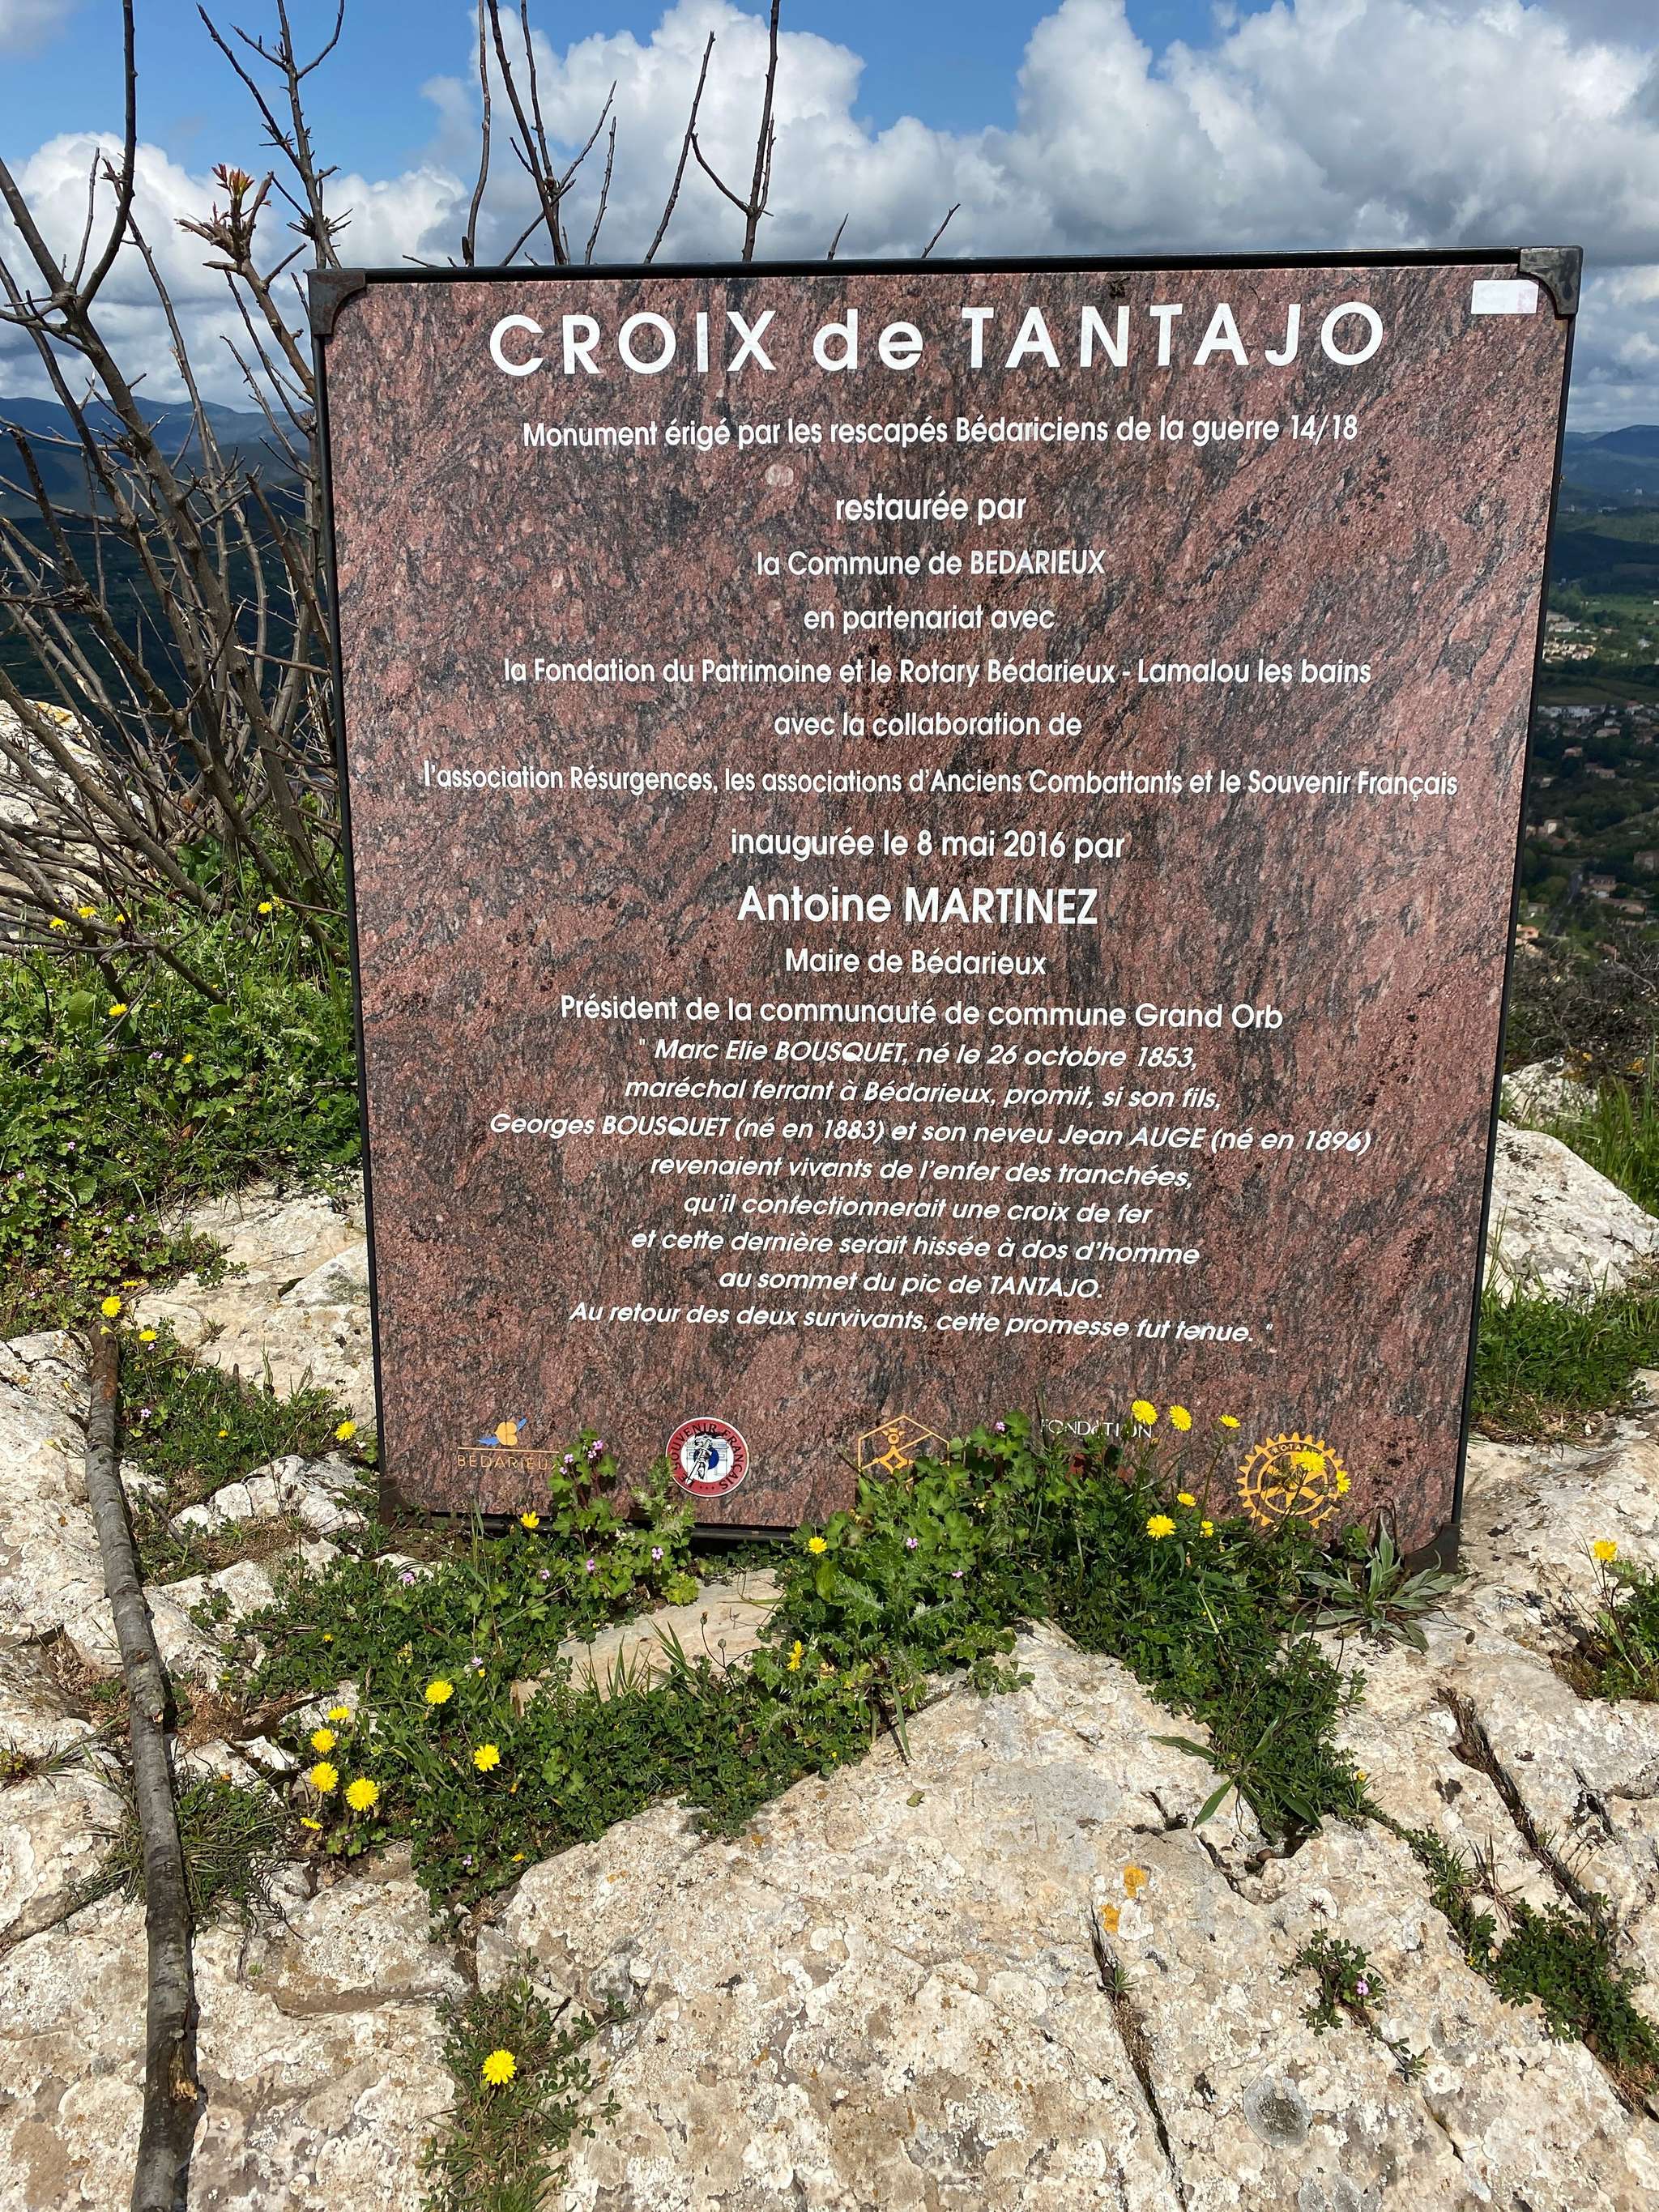 CROIX de TANTAJO
Monument érigé par les rescapés Bédariciens de la guerre 14/18
restaurée par
la Commune de BEDARIEUX
en partenariat avec
la Fondation du Patrimoine et le Rotary Bédarieux - Lamalou les bains
avec la collaboration de
l'association Résurgences, les associations d'Anciens Combattants et le Souvenir Français
inaugurée le 8 mai 2016 par
Antoine MARTINEZ
Maire de Bédarieux
Président de la communauté de commune Grand Orb
" Marc Elie BOUSQUET, né le 26 octobre 1853,
maréchal ferrant à Bédarieux, promit, si son fils,
Georges BOUSQUET (né en 1883) et son neveu Jean AUGE (né en 1896)
revenaient vivants de l'enfer des tranchées,
qu'il confectionnerait une croix de fer
et cette dernière serait hissée à dos d'homme
au sommet du pic de TANTAJO.
Au retour des deux survivants, cette promesse fut tenue. "
BEDARIEUX
LE SOUVENIR FRANÇAIS
FONDATION
ROTARY